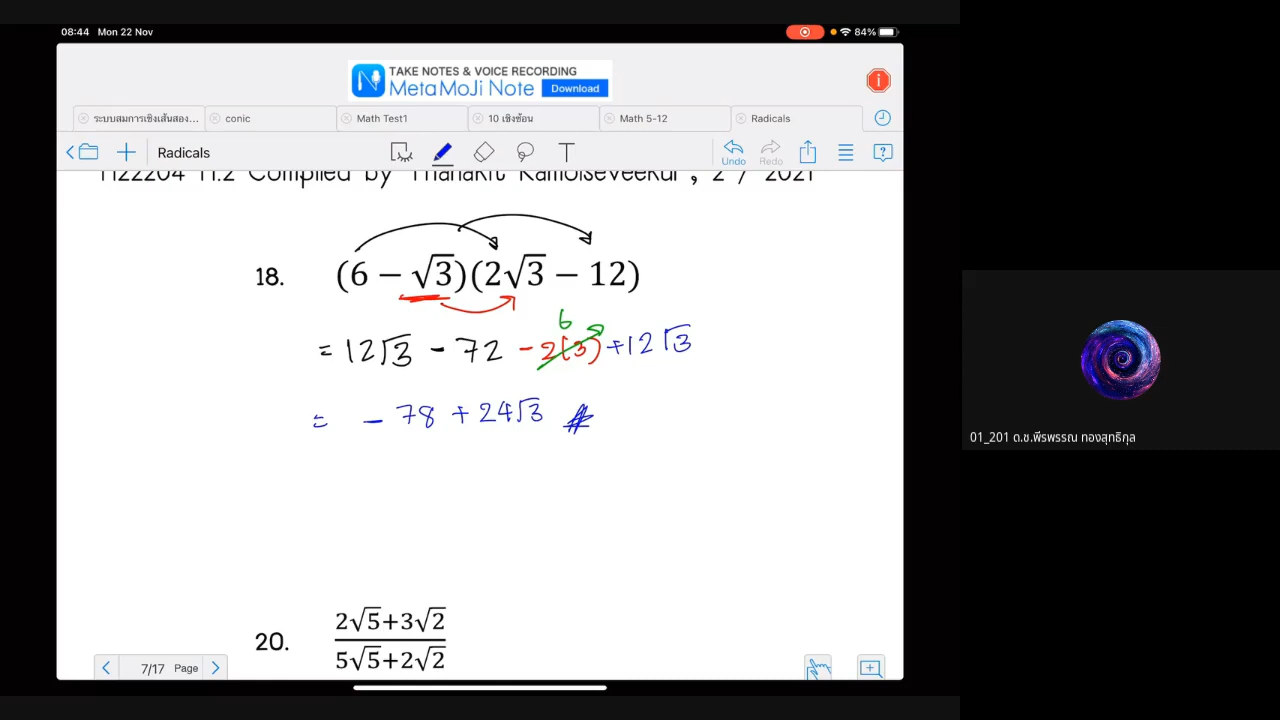 08:44 Mon 22 Nov
84%
TAKE NOTES & VOICE RECORDING
MetaMoJi Note Download
ระบบสมการเชิงเส้นสอง... conic Math Test1 10 เชิงซ้อน Math 5-12 Radicals
Radicals T Undo Redo
Compiled by Thanakit Kamolseveekul, 2 / 2021
18. (6 − √3)(2√3 − 12)
6
= 12√3 - 72 - 2(3) + 12√3
= - 78 + 24√3 #
01_201 ด.ช.พีรพรรณ ทองสุทธิกุล
20. 2√5+3√2
5√5+2√2
7/17 Page